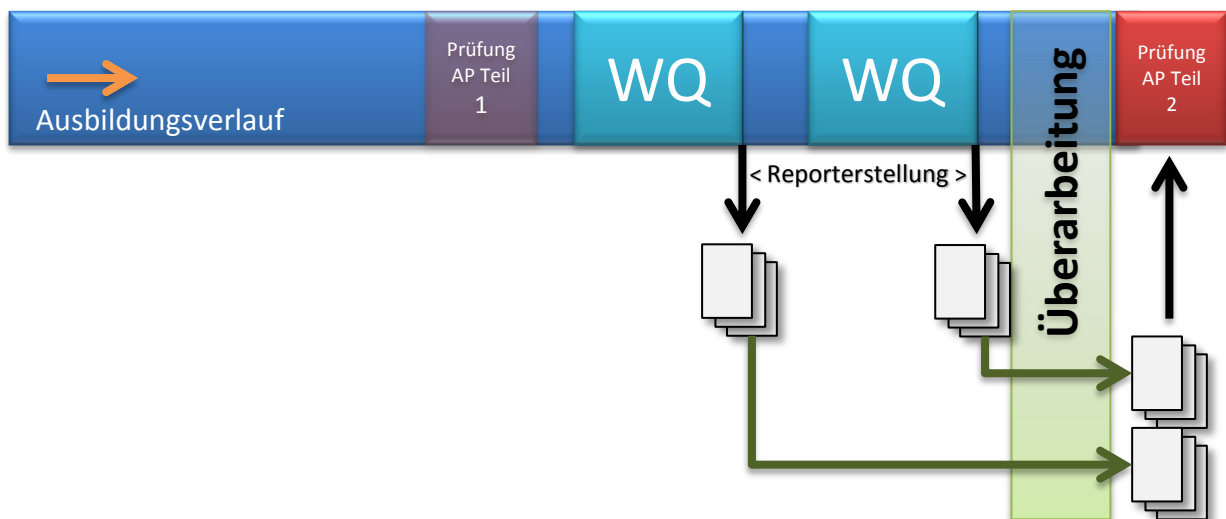 Ausbildungsverlauf
Prüfung
AP Teil
1
WQ
WQ
Überarbeitung
Prüfung
AP Teil
2
< Reporterstellung >